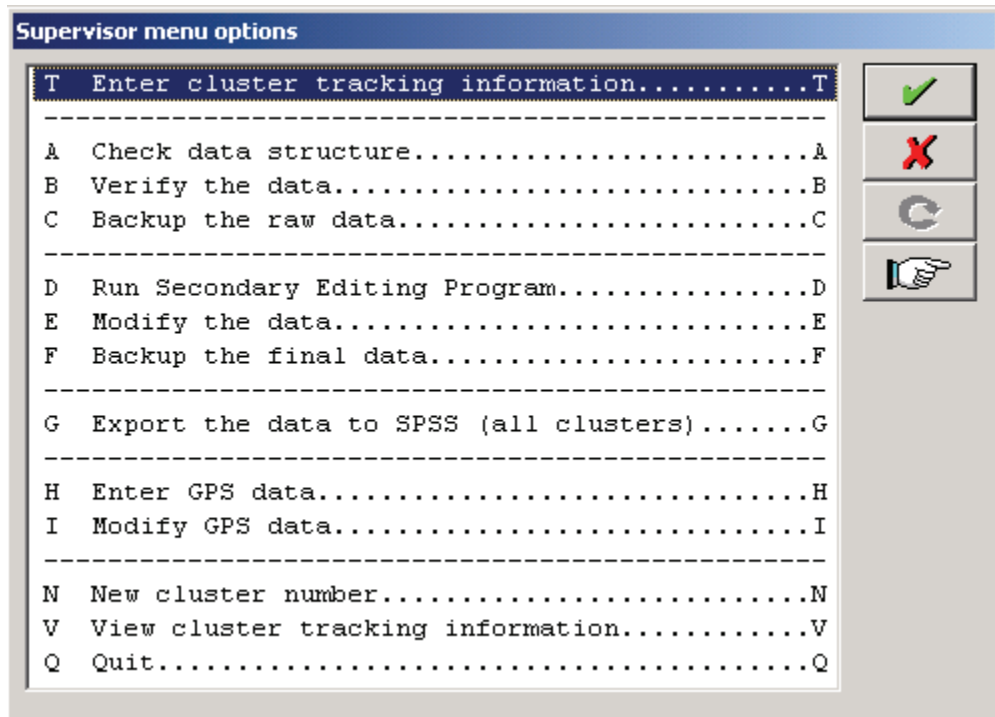 Supervisor menu options
T Enter cluster tracking information...........T
-------------------------------------------------
A Check data structure.........................A
B Verify the data..............................B
C Backup the raw data..........................C
-------------------------------------------------
D Run Secondary Editing Program................D
E Modify the data..............................E
F Backup the final data........................F
-------------------------------------------------
G Export the data to SPSS (all clusters).......G
-------------------------------------------------
H Enter GPS data...............................H
I Modify GPS data..............................I
-------------------------------------------------
N New cluster number...........................N
V View cluster tracking information............V
Q Quit.........................................Q